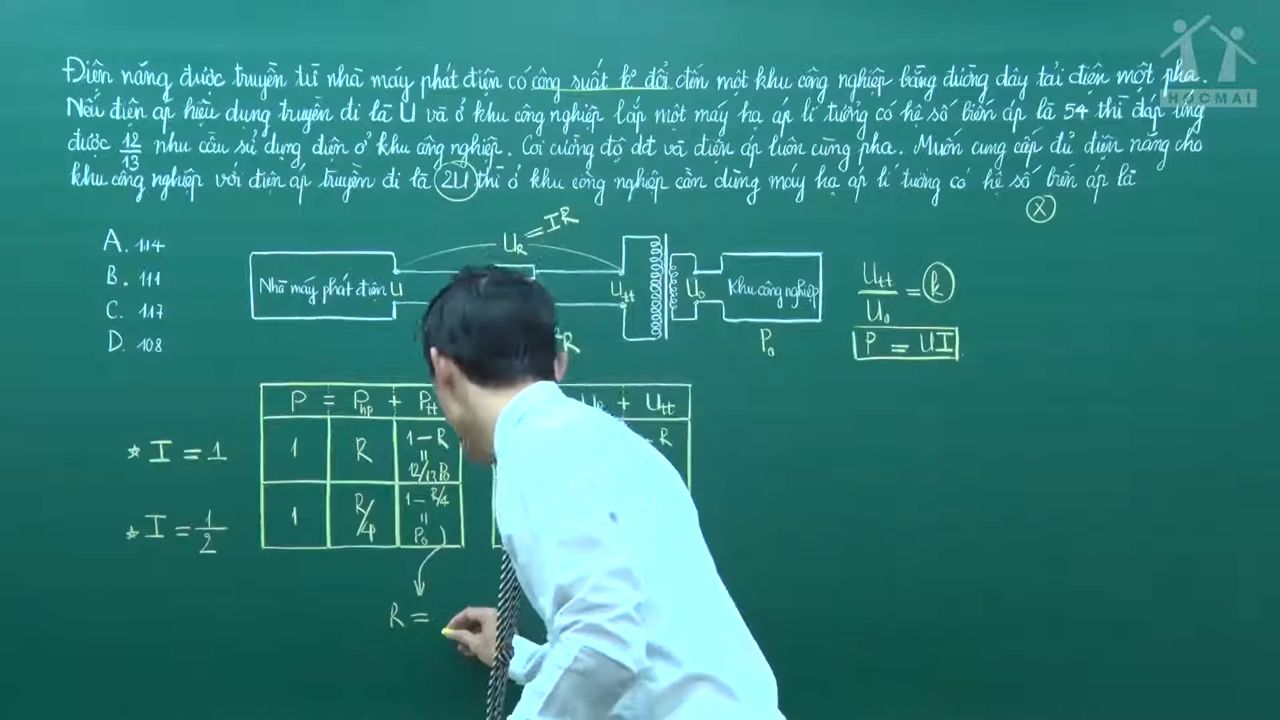 HOCMAI
Điện năng được truyền từ nhà máy phát điện có công suất k° đổi đến một khu công nghiệp bằng đường dây tải điện một pha.
Nếu điện áp hiệu dụng truyền đi là U và ở khu công nghiệp lắp một máy hạ áp lí tưởng có hệ số biến áp là 54 thì đáp ứng
được 12/13 nhu cầu sử dụng điện ở khu công nghiệp. Coi cường độ dđ và điện áp luôn cùng pha. Muốn cung cấp đủ điện năng cho
khu công nghiệp với điện áp truyền đi là 2U thì ở khu công nghiệp cần dùng máy hạ áp lí tưởng có hệ số biến áp là
x
A. 114
B. 111
C. 117
D. 108
U_R = IR
Nhà máy phát điện U
U_tt
U_0
Khu công nghiệp
P_0
U_tt/U_0 = k
P = UI
P = P_hp + P_tt
U_R + U_tt
* I = 1
1
R
1 - R
"
12/13 P_0
- R
* I = 1/2
1
R/4
1 - R/4
"
P_0
R =